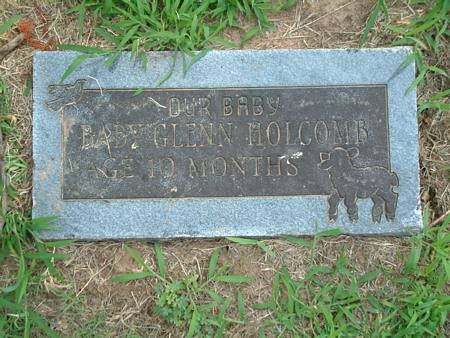 OUR BABY
BABY GLENN HOLCOMB
AGE 10 MONTHS